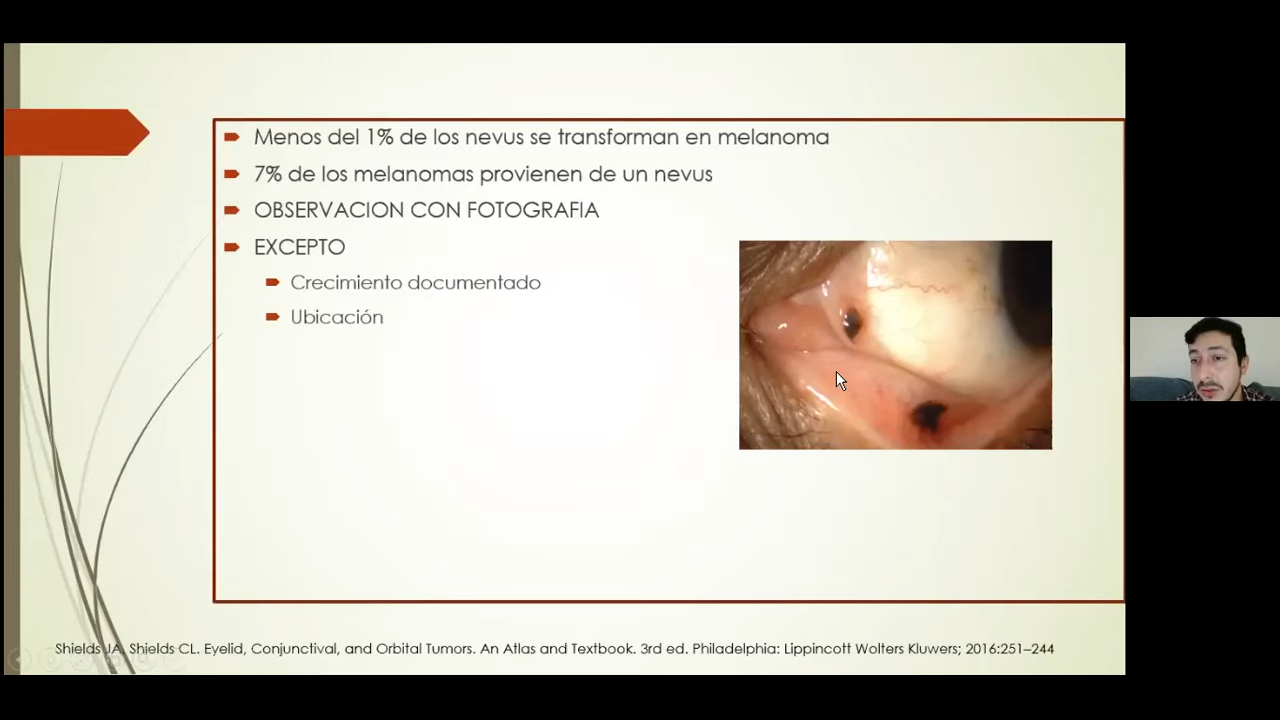 Menos del 1% de los nevus se transforman en melanoma
7% de los melanomas provienen de un nevus
OBSERVACION CON FOTOGRAFIA
EXCEPTO
Crecimiento documentado
Ubicación
Shields JA, Shields CL. Eyelid, Conjunctival, and Orbital Tumors. An Atlas and Textbook. 3rd ed. Philadelphia: Lippincott Wolters Kluwers; 2016:251–244